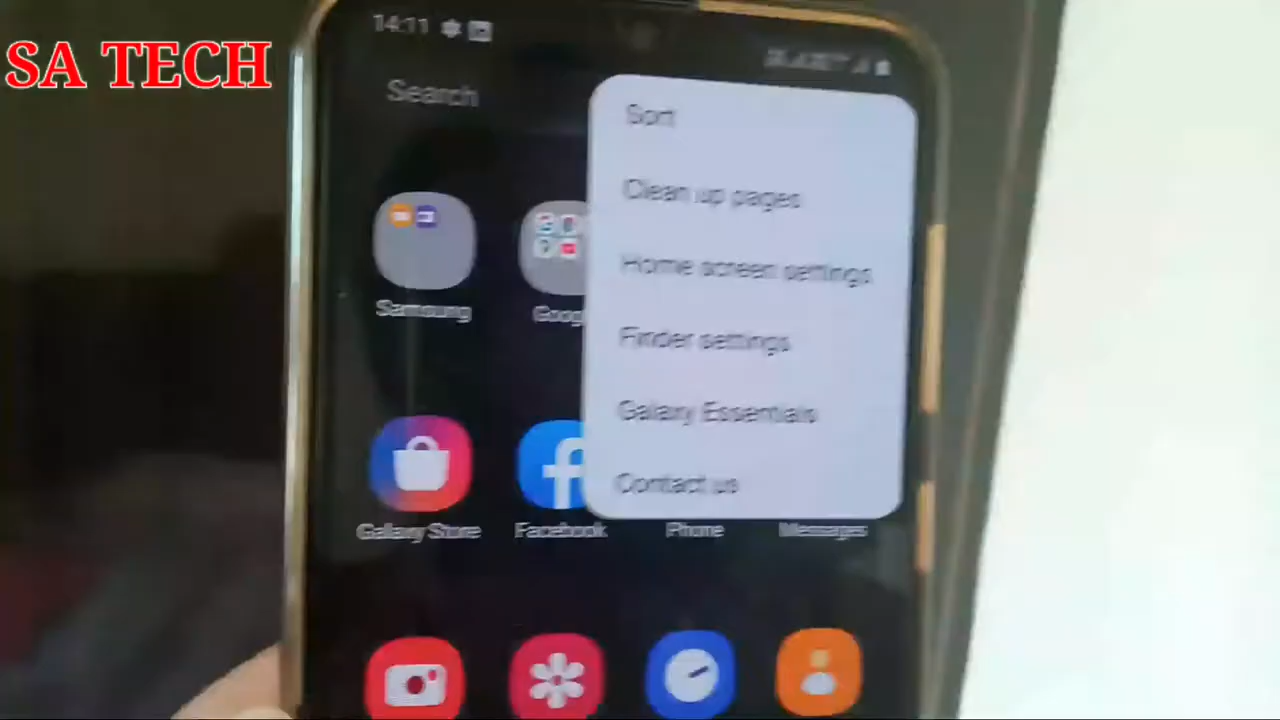 SA TECH
14:11
Search
Sort
Clean up pages
Home screen settings
Finder settings
Galaxy Essentials
Contact us
Samsung
Goog
Galaxy Store
Facebook
Phone
Messages